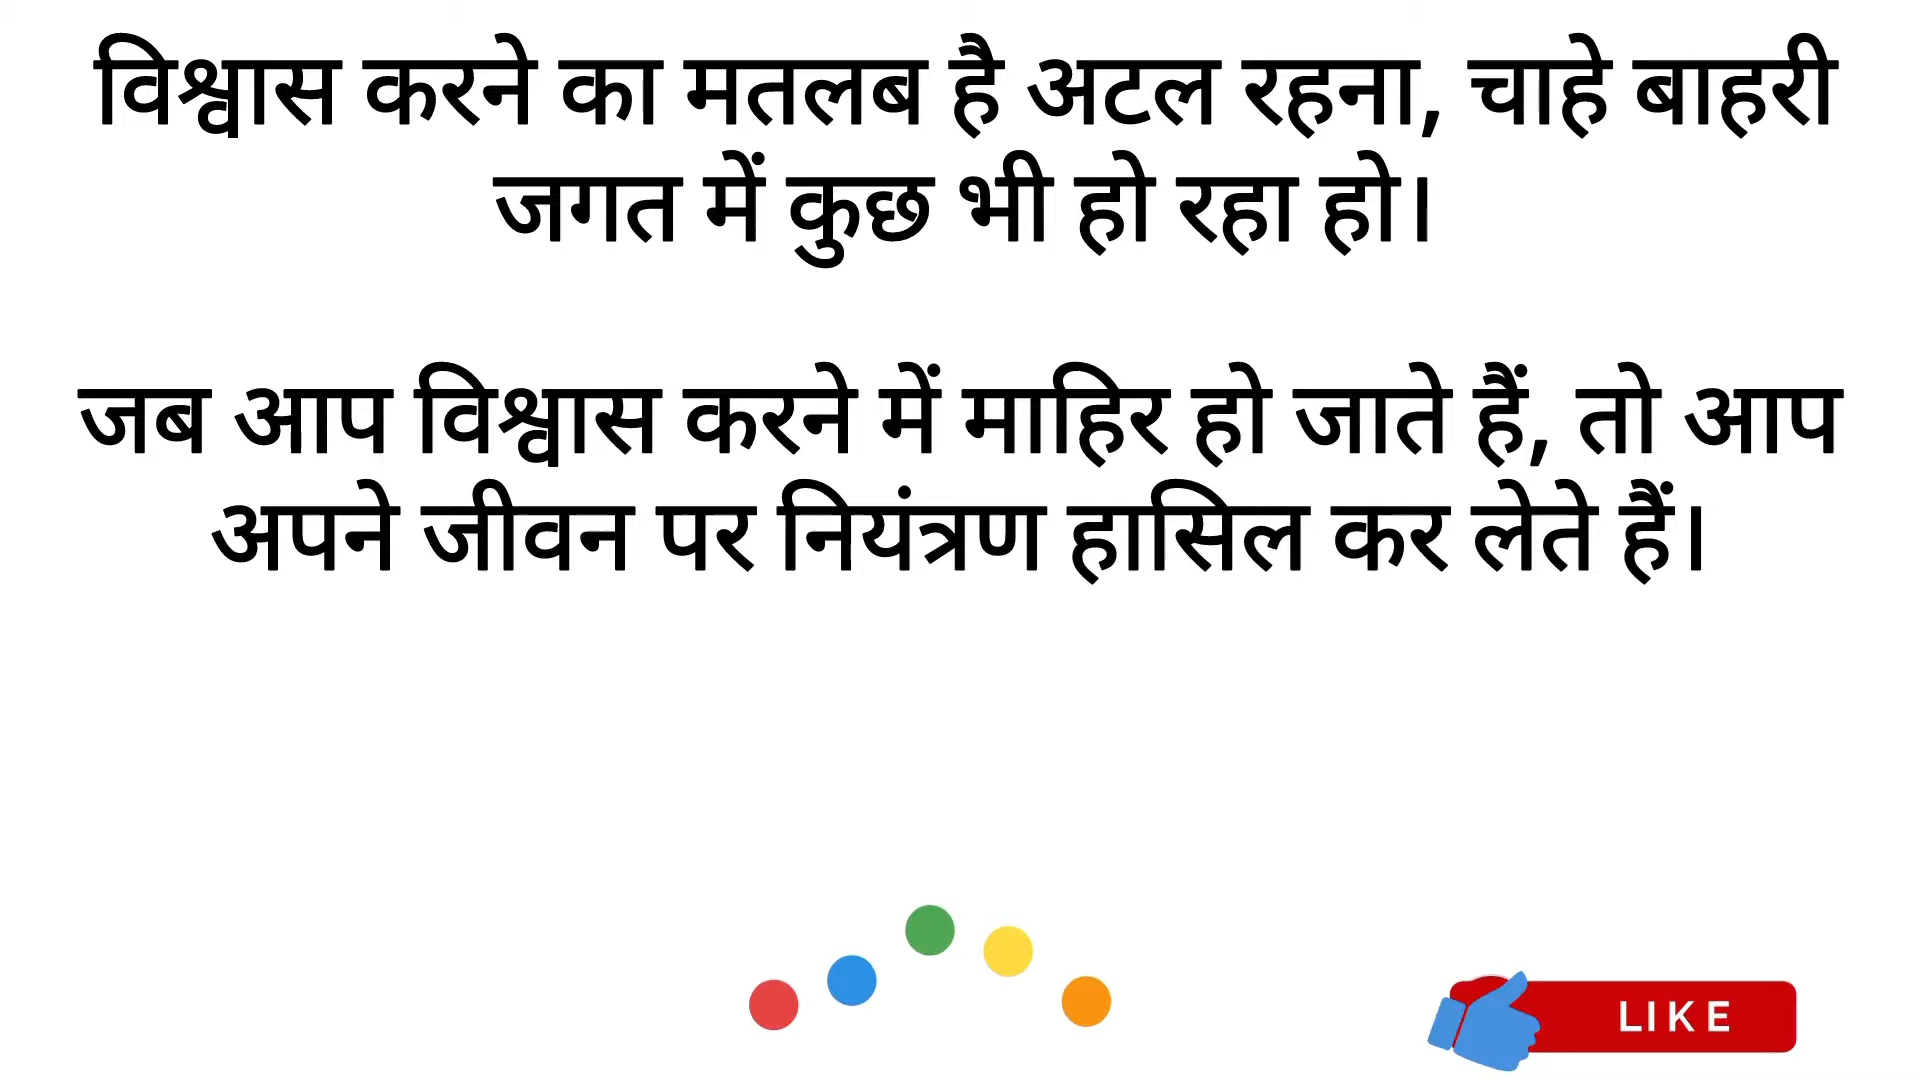 विश्वास करने का मतलब है अटल रहना, चाहे बाहरी
जगत में कुछ भी हो रहा हो।
जब आप विश्वास करने में माहिर हो जाते हैं, तो आप
अपने जीवन पर नियंत्रण हासिल कर लेते हैं।
LIKE